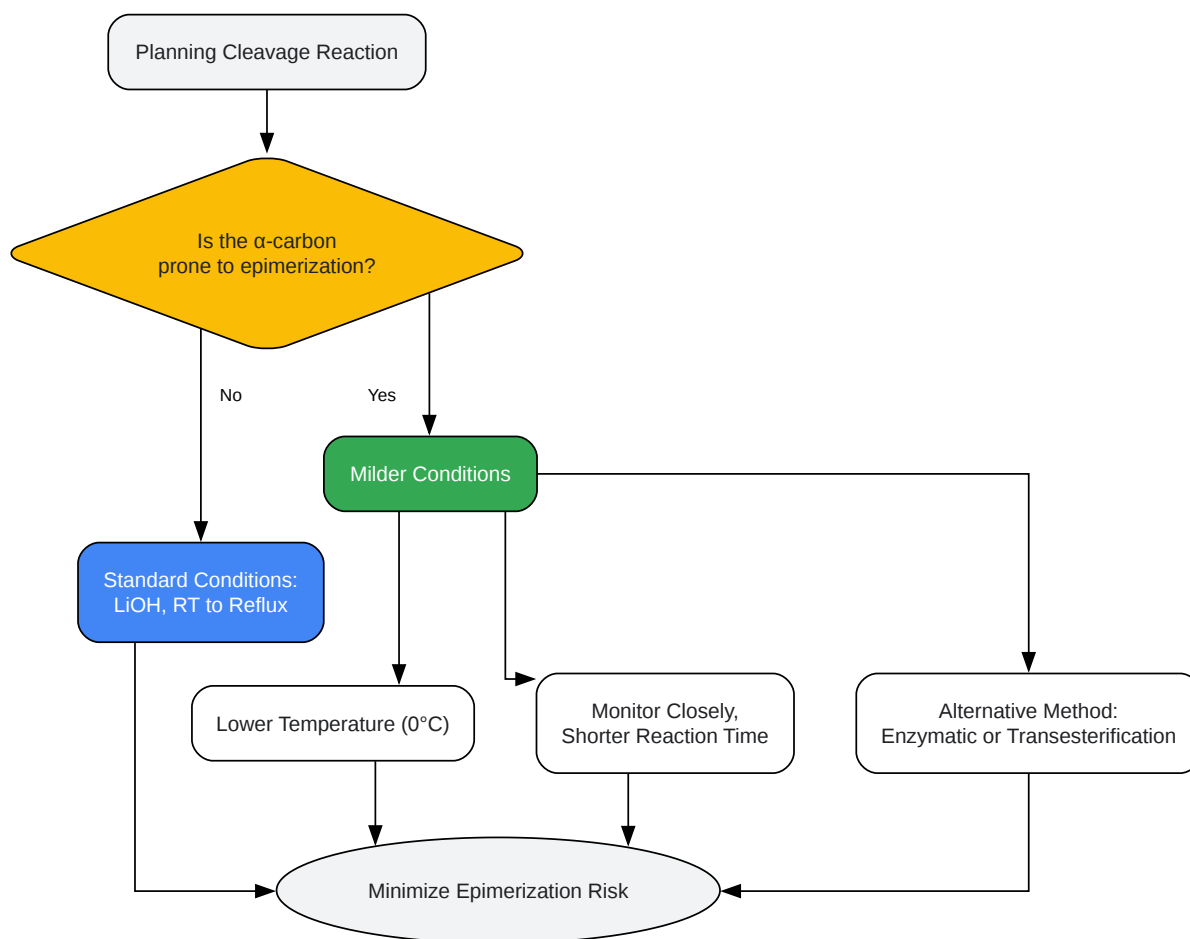 Planning Cleavage Reaction
Is the α-carbon
prone to epimerization?
No
Yes
Milder Conditions
Standard Conditions:
LiOH, RT to Reflux
Lower Temperature (0°C)
Monitor Closely,
Shorter Reaction Time
Alternative Method:
Enzymatic or Transesterification
Minimize Epimerization Risk